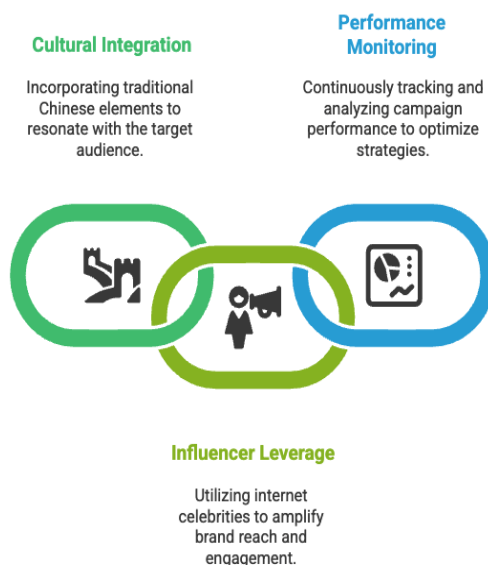 Cultural Integration
Incorporating traditional
Chinese elements to
resonate with the target
audience.
Performance
Monitoring
Continuously tracking and
analyzing campaign
performance to optimize
strategies.
Influencer Leverage
Utilizing internet
celebrities to amplify
brand reach and
engagement.